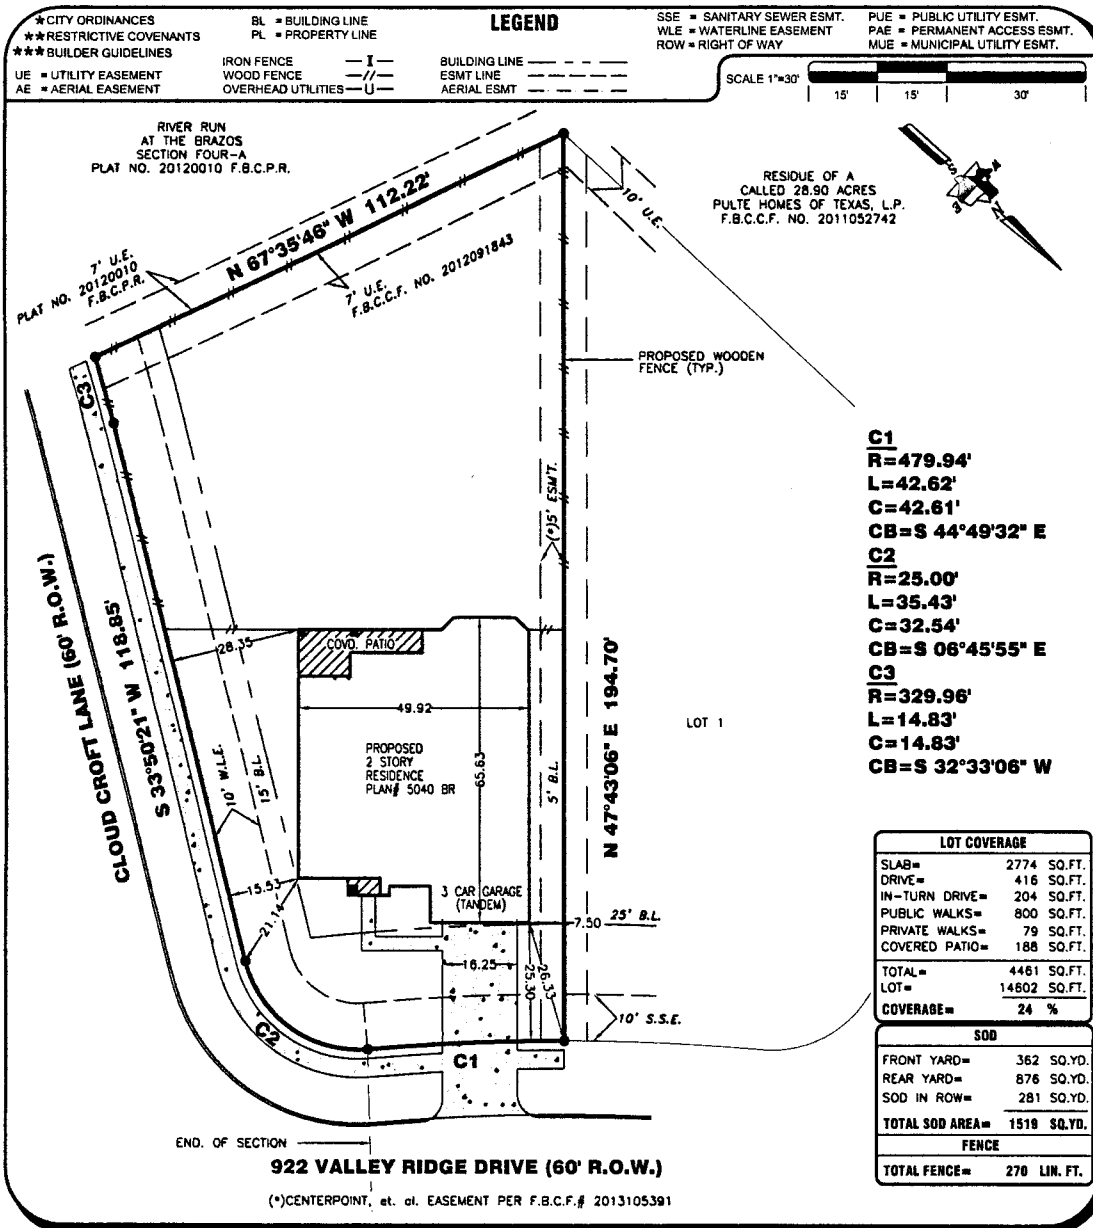 LEGEND
*CITY ORDINANCES
**RESTRICTIVE COVENANTS
***BUILDER GUIDELINES
UE = UTILITY EASEMENT
AE = AERIAL EASEMENT
BL = BUILDING LINE
PL = PROPERTY LINE
IRON FENCE I
WOOD FENCE //
OVERHEAD UTILITIES U
BUILDING LINE
ESMT LINE
AERIAL ESMT
SSE = SANITARY SEWER ESMT.
WLE = WATERLINE EASEMENT
ROW = RIGHT OF WAY
PUE = PUBLIC UTILITY ESMT.
PAE = PERMANENT ACCESS ESMT.
MUE = MUNICIPAL UTILITY ESMT.
SCALE 1"=30'
15' 15' 30'
RIVER RUN
AT THE BRAZOS
SECTION FOUR-A
PLAT NO. 20120010 F.B.C.P.R.
RESIDUE OF A
CALLED 28.90 ACRES
PULTE HOMES OF TEXAS, L.P.
F.B.C.C.F. NO. 2011052742
10' U.E.
N 67°35'46" W 112.22'
7' U.E.
PLAT NO. 20120010
F.B.C.P.R.
7' U.E.
F.B.C.C.F. NO. 2012091843
PROPOSED WOODEN
FENCE (TYP.)
C3
(*)5' ESM'T.
C1
R=479.94'
L=42.62'
C=42.61'
CB=S 44°49'32" E
C2
R=25.00'
L=35.43'
C=32.54'
CB=S 06°45'55" E
C3
R=329.96'
L=14.83'
C=14.83'
CB=S 32°33'06" W
CLOUD CROFT LANE (60' R.O.W.)
S 33°50'21" W 118.85'
28.35
COVD. PATIO
49.92
65.63
PROPOSED
2 STORY
RESIDENCE
PLAN# 5040 BR
10' W.L.E.
15' B.L.
5' B.L.
N 47°43'06" E 194.70'
LOT 1
15.53
21.14
3 CAR GARAGE
(TANDEM)
7.50
25' B.L.
16.25
25.30
26.33
10' S.S.E.
C2
C1
LOT COVERAGE
SLAB= 2774 SQ.FT.
DRIVE= 416 SQ.FT.
IN-TURN DRIVE= 204 SQ.FT.
PUBLIC WALKS= 800 SQ.FT.
PRIVATE WALKS= 79 SQ.FT.
COVERED PATIO= 188 SQ.FT.
TOTAL= 4461 SQ.FT.
LOT= 14602 SQ.FT.
COVERAGE= 24 %
SOD
FRONT YARD= 362 SQ.YD.
REAR YARD= 876 SQ.YD.
SOD IN ROW= 281 SQ.YD.
TOTAL SOD AREA= 1519 SQ.YD.
FENCE
TOTAL FENCE= 270 LIN. FT.
END. OF SECTION
922 VALLEY RIDGE DRIVE (60' R.O.W.)
(*)CENTERPOINT, et. al. EASEMENT PER F.B.C.F.# 2013105391